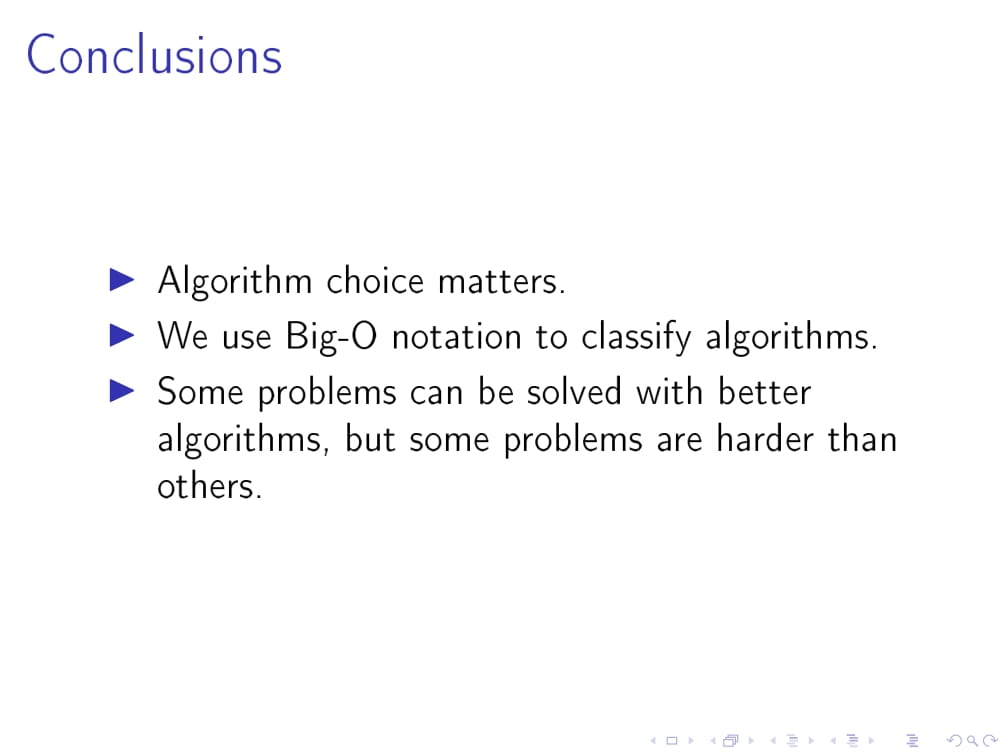 Conclusions
Algorithm choice matters.
We use Big-O notation to classify algorithms.
Some problems can be solved with better
algorithms, but some problems are harder than
others.